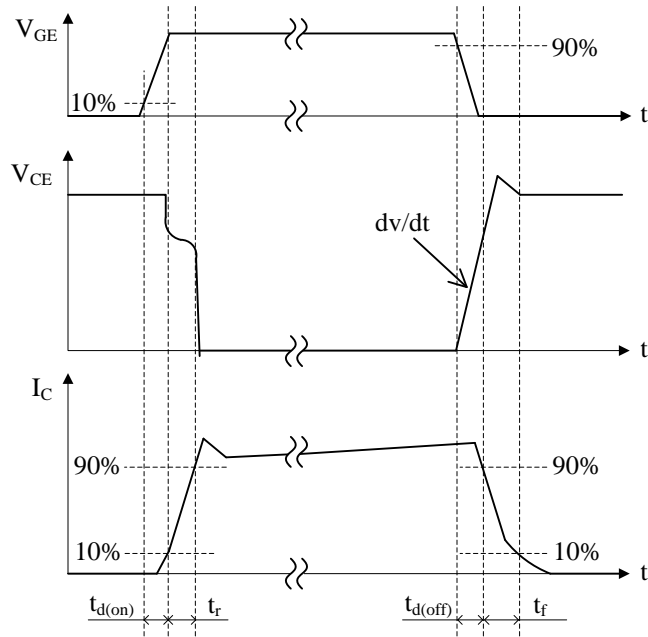 V_GE
90%
10%
t
V_CE
dv/dt
t
I_C
90%
90%
10%
10%
t
t_d(on)
t_r
t_d(off)
t_f